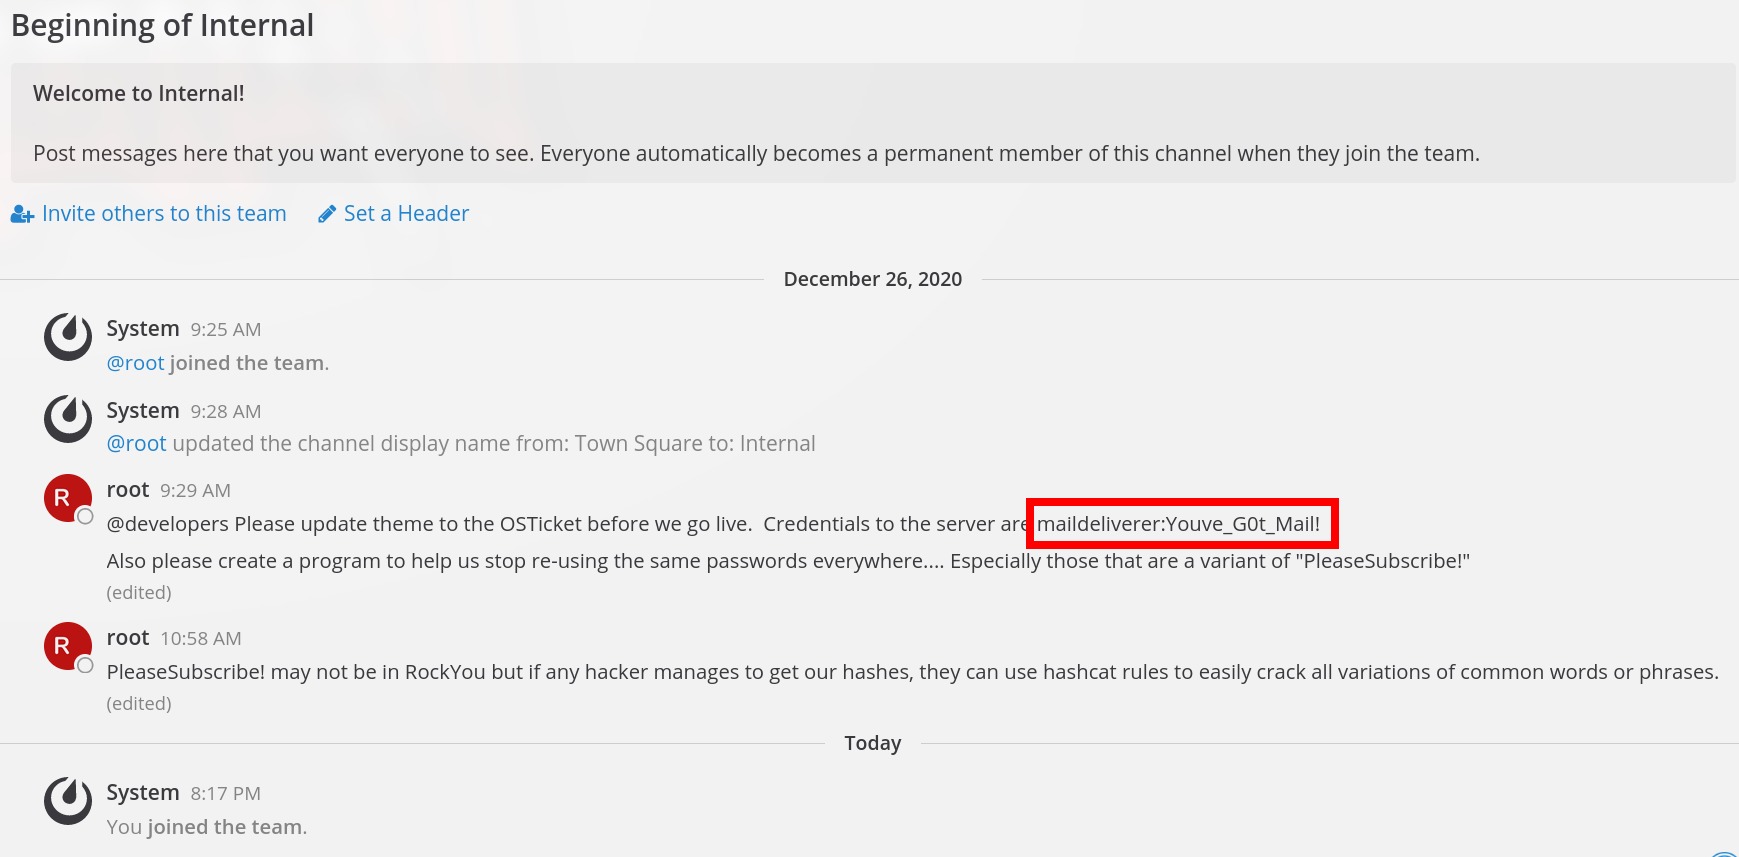 Beginning of Internal
Welcome to Internal!
Post messages here that you want everyone to see. Everyone automatically becomes a permanent member of this channel when they join the team.
Invite others to this team Set a Header
December 26, 2020
System 9:25 AM
@root joined the team.
System 9:28 AM
@root updated the channel display name from: Town Square to: Internal
R root 9:29 AM
@developers Please update theme to the OSTicket before we go live. Credentials to the server are maildeliverer:Youve_G0t_Mail!
Also please create a program to help us stop re-using the same passwords everywhere.... Especially those that are a variant of "PleaseSubscribe!"
(edited)
R root 10:58 AM
PleaseSubscribe! may not be in RockYou but if any hacker manages to get our hashes, they can use hashcat rules to easily crack all variations of common words or phrases.
(edited)
Today
System 8:17 PM
You joined the team.